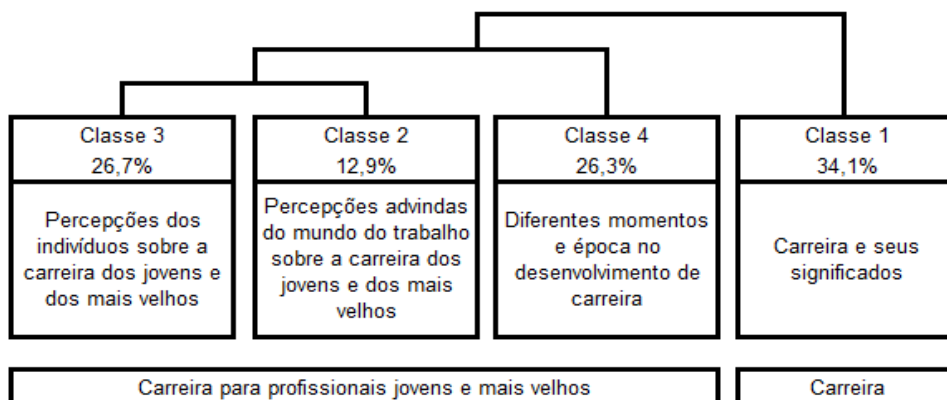 Classe 3
26,7%
Percepções dos
indivíduos sobre a
carreira dos jovens e
dos mais velhos
Classe 2
12,9%
Percepções advindas
do mundo do trabalho
sobre a carreira dos
jovens e dos mais
velhos
Classe 4
26,3%
Diferentes momentos
e época no
desenvolvimento de
carreira
Classe 1
34,1%
Carreira e seus
significados
Carreira para profissionais jovens e mais velhos
Carreira